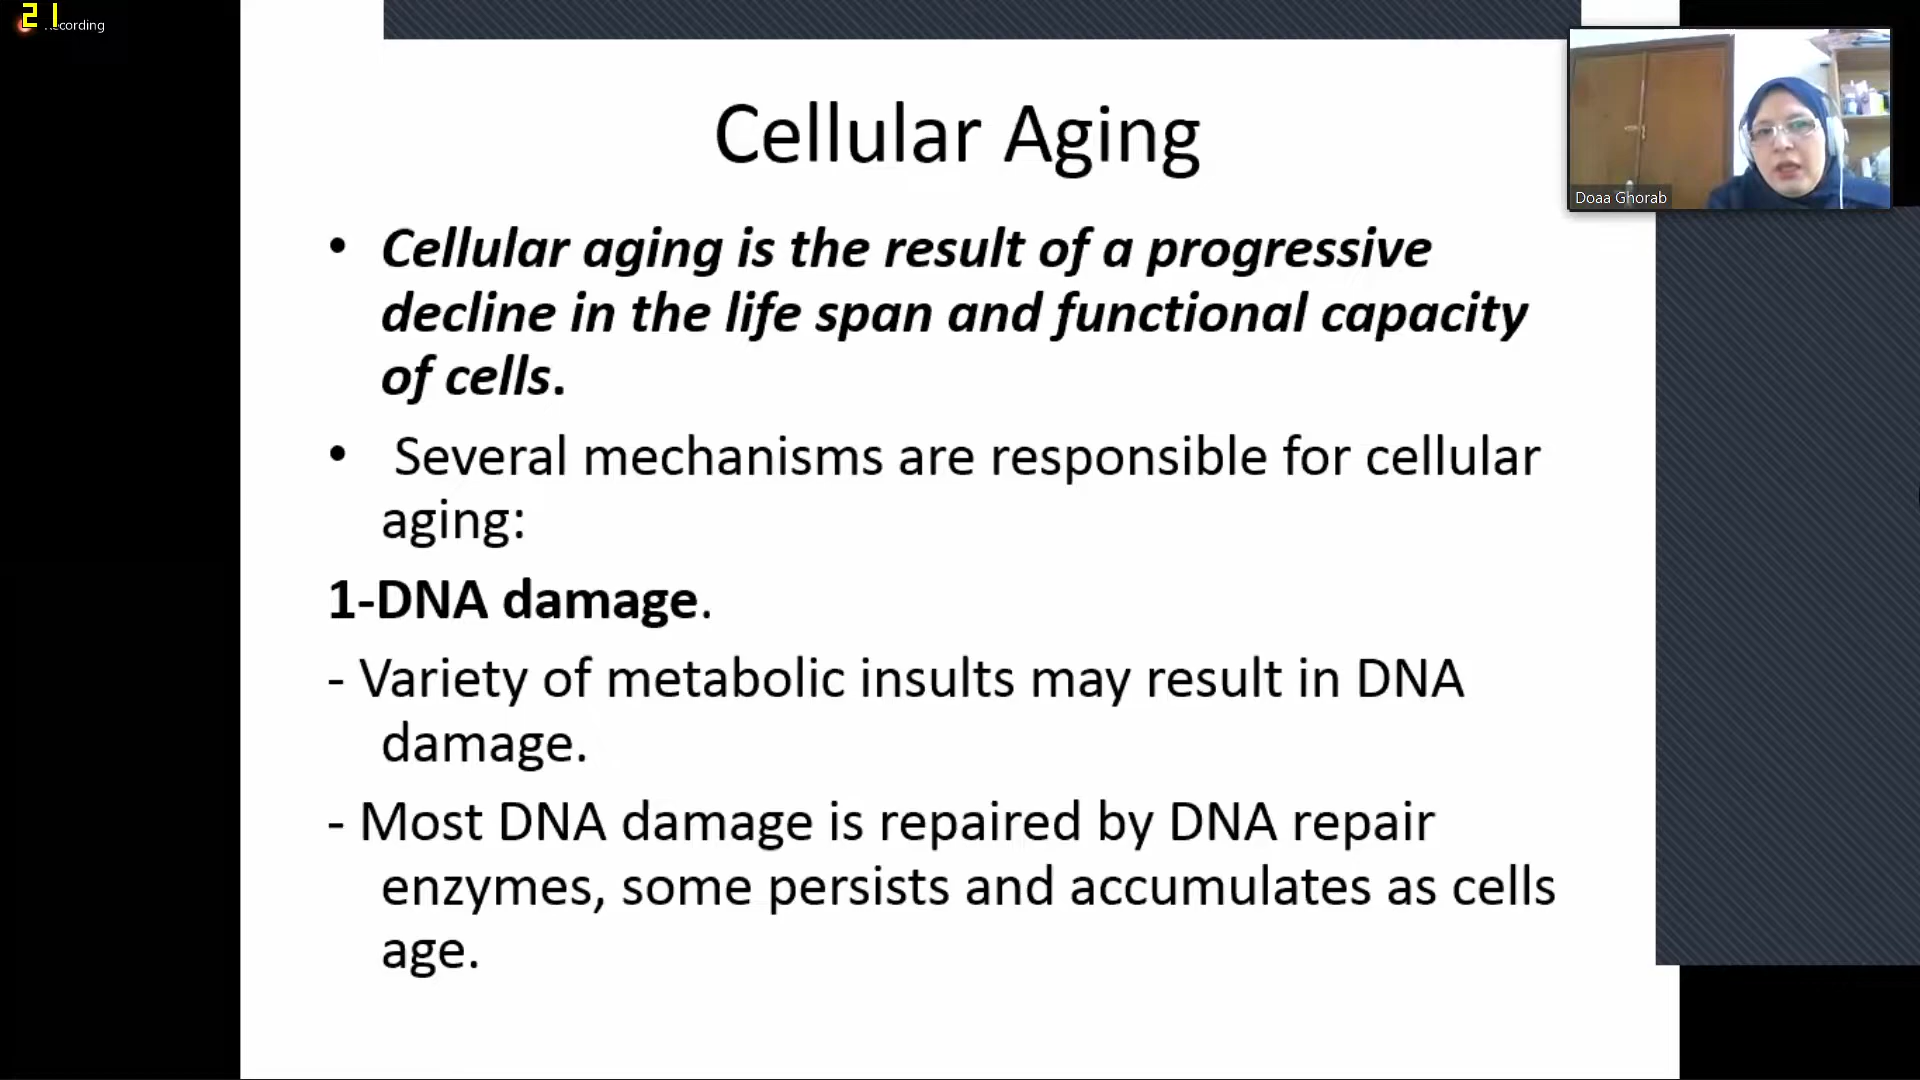 21
cording
Doaa Ghorab
Cellular Aging
• Cellular aging is the result of a progressive
decline in the life span and functional capacity
of cells.
• Several mechanisms are responsible for cellular
aging:
1-DNA damage.
- Variety of metabolic insults may result in DNA
damage.
- Most DNA damage is repaired by DNA repair
enzymes, some persists and accumulates as cells
age.